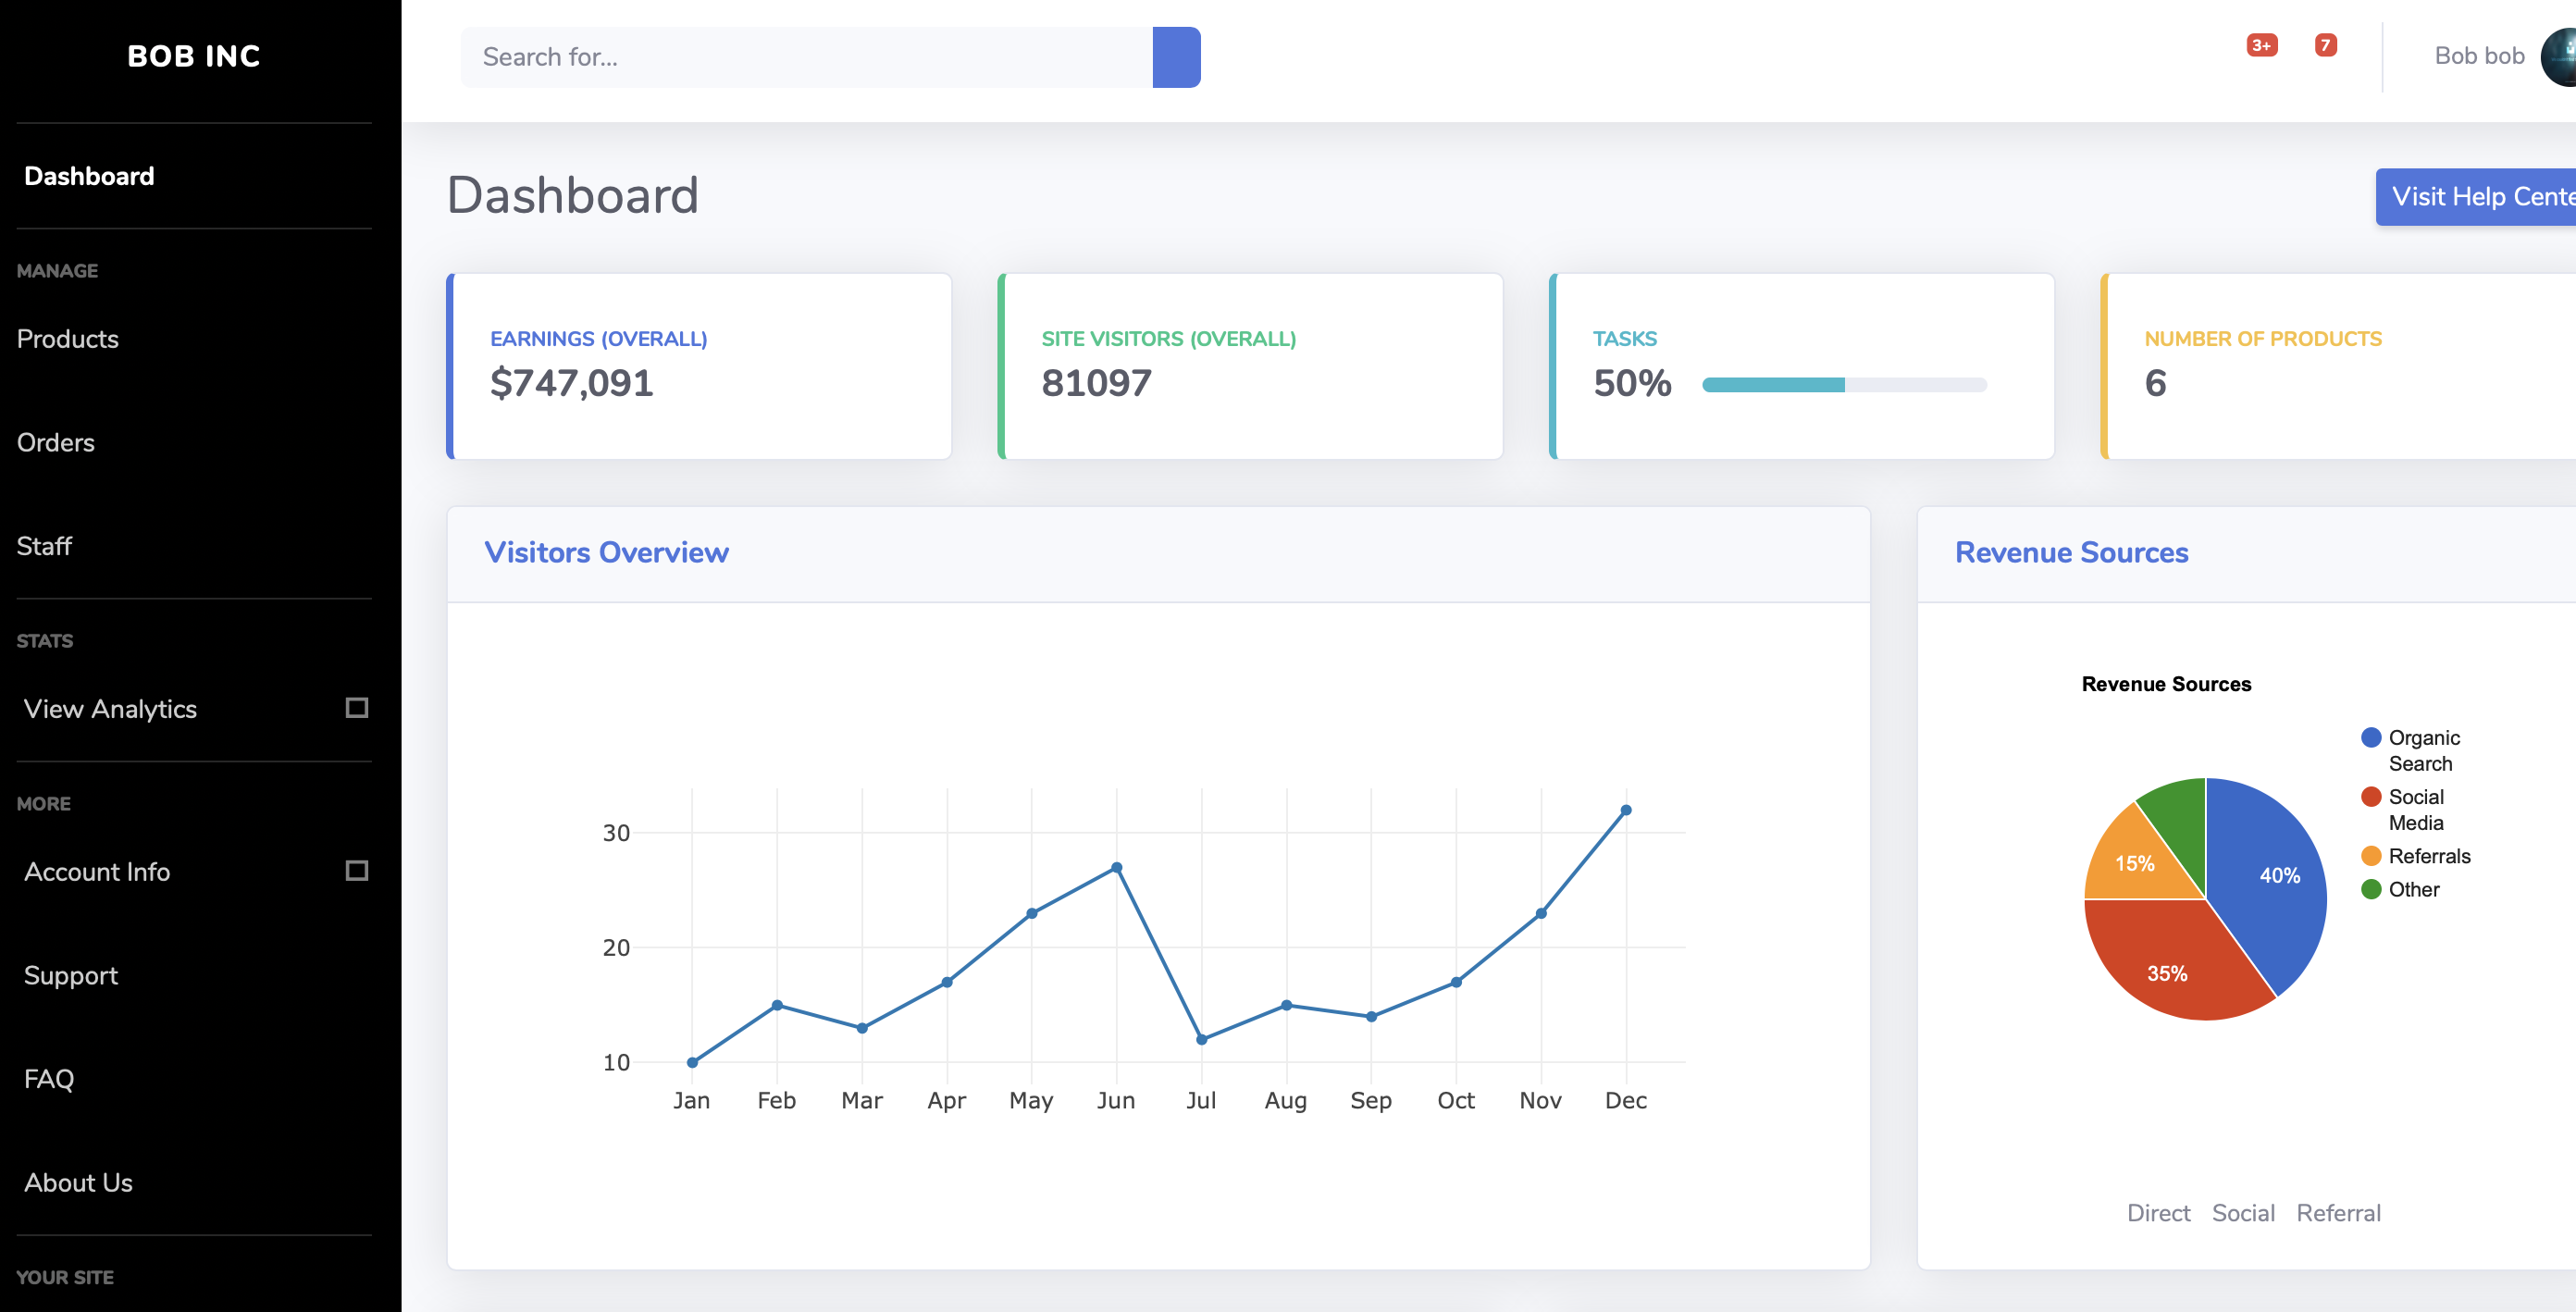 BOB INC
Dashboard
MANAGE
Products
Orders
Staff
STATS
View Analytics
MORE
Account Info
Support
FAQ
About Us
YOUR SITE
Search for...
3+
7
Bob bob
Dashboard
Visit Help Cente
EARNINGS (OVERALL)
$747,091
SITE VISITORS (OVERALL)
81097
TASKS
50%
NUMBER OF PRODUCTS
6
Visitors Overview
30
20
10
Jan Feb Mar Apr May Jun Jul Aug Sep Oct Nov Dec
Revenue Sources
Revenue Sources
Organic
Search
Social
Media
Referrals
Other
15%
40%
35%
Direct Social Referral